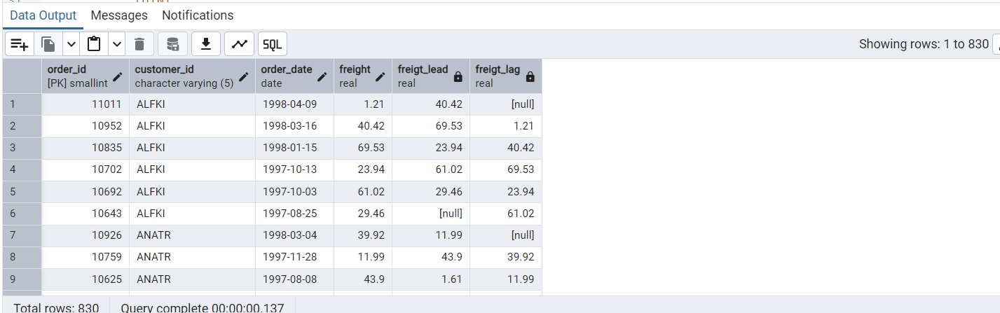 Data Output Messages Notifications
SQL Showing rows: 1 to 830
order_id customer_id order_date freight freigt_lead freigt_lag
[PK] smallint character varying (5) date real real real
1 11011 ALFKI 1998-04-09 1.21 40.42 [null]
2 10952 ALFKI 1998-03-16 40.42 69.53 1.21
3 10835 ALFKI 1998-01-15 69.53 23.94 40.42
4 10702 ALFKI 1997-10-13 23.94 61.02 69.53
5 10692 ALFKI 1997-10-03 61.02 29.46 23.94
6 10643 ALFKI 1997-08-25 29.46 [null] 61.02
7 10926 ANATR 1998-03-04 39.92 11.99 [null]
8 10759 ANATR 1997-11-28 11.99 43.9 39.92
9 10625 ANATR 1997-08-08 43.9 1.61 11.99
Total rows: 830 Query complete 00:00:00.137